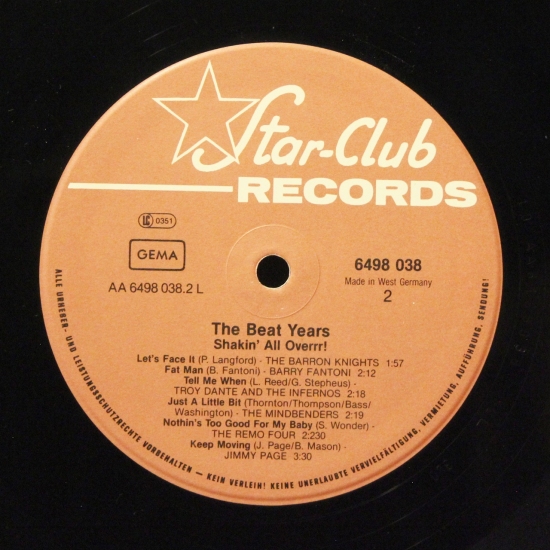 Star-Club
RECORDS
LC 0351
GEMA
AA 6498 038.2 L
6498 038
Made in West Germany
2
The Beat Years
Shakin' All Overrr!
Let's Face It (P. Langford) · THE BARRON KNIGHTS 1:57
Fat Man (B. Fantoni) · BARRY FANTONI 2:12
Tell Me When (L. Reed/G. Stepheus) ·
TROY DANTE AND THE INFERNOS 2:18
Just A Little Bit (Thornton/Thompson/Bass/
Washington) · THE MINDBENDERS 2:19
Nothin's Too Good For My Baby (S. Wonder) ·
THE REMO FOUR 2:230
Keep Moving (J. Page/B. Mason) ·
JIMMY PAGE 3:30
ALLE URHEBER- UND LEISTUNGSSCHUTZRECHTE VORBEHALTEN — KEIN VERLEIH! KEINE UNERLAUBTE VERVIELFÄLTIGUNG, VERMIETUNG, AUFFÜHRUNG, SENDUNG!